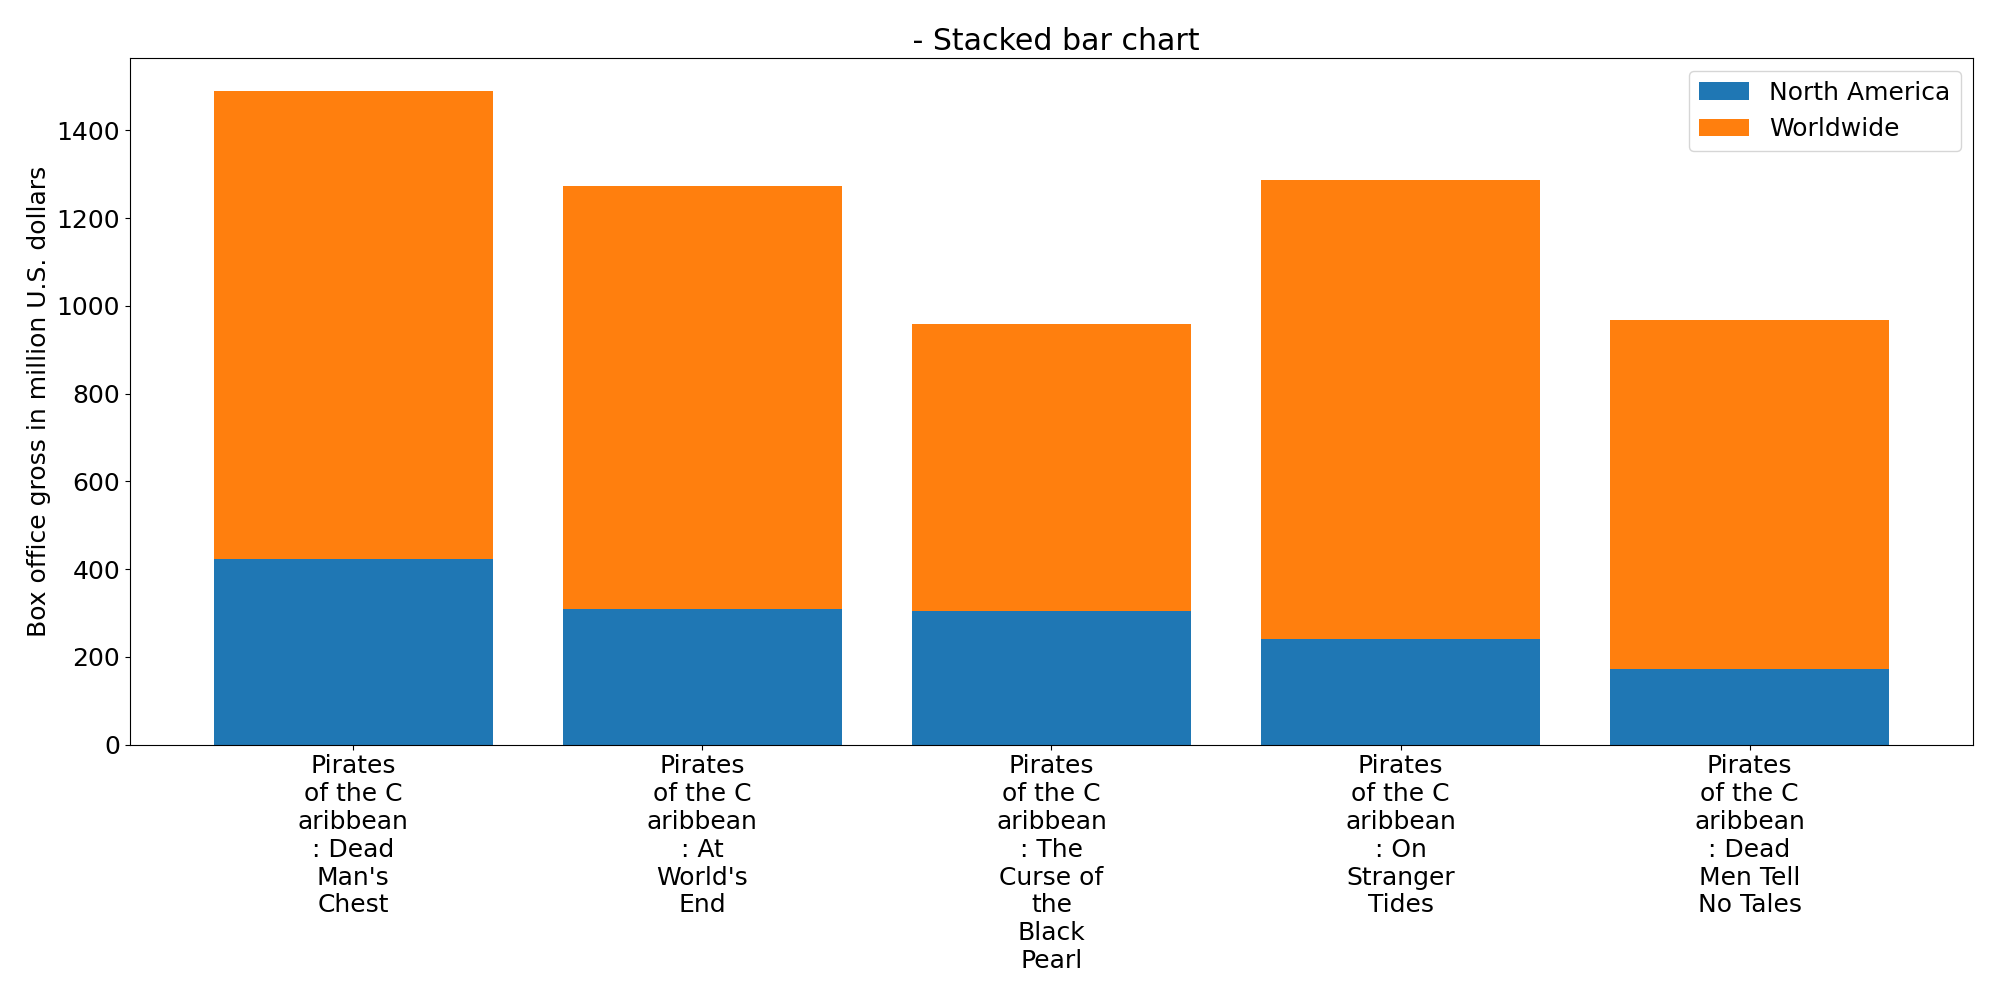 - Stacked bar chart
North America
Worldwide
Box office gross in million U.S. dollars
1400
1200
1000
800
600
400
200
0
Pirates
of the C
aribbean
: Dead
Man's
Chest
Pirates
of the C
aribbean
: At
World's
End
Pirates
of the C
aribbean
: The
Curse of
the
Black
Pearl
Pirates
of the C
aribbean
: On
Stranger
Tides
Pirates
of the C
aribbean
: Dead
Men Tell
No Tales